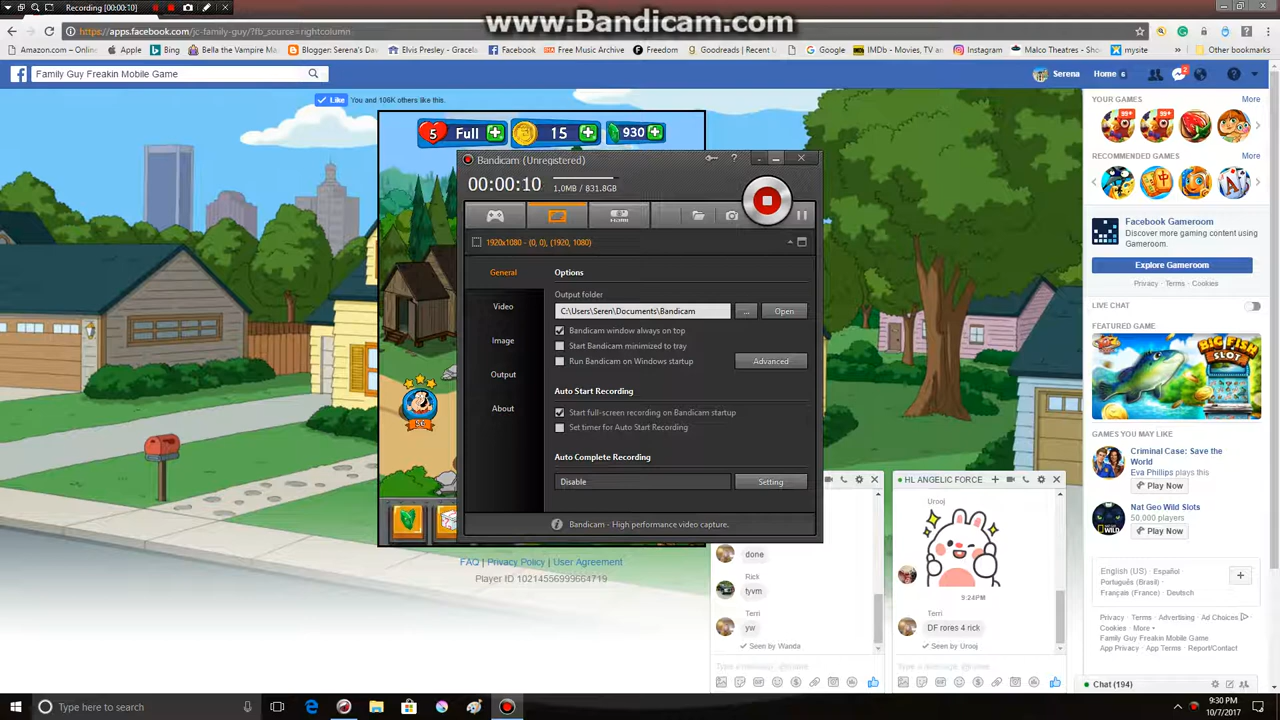 Recording [00:00:10]
www.Bandicam.com
https://apps.facebook.com/jc-family-guy/?fb_source=rightcolumn
Amazon.com – Online
Apple
Bing
Bella the Vampire Ma
Blogger: Serena's D
Elvis Presley - Gracela
Facebook
Free Music Archive
Freedom
Goodreads | Recent U
Google
IMDb - Movies, TV an
Instagram
Malco Theatres - Sho
mysite
Other bookmarks
Family Guy Freakin Mobile Game
Serena
Home 6
2
Like
You and 106K others like this.
5 Full
15
930
Bandicam (Unregistered)
00:00:10
1.0MB / 831.8GB
HDMI
1920x1080 - (0, 0), (1920, 1080)
General
Video
Image
Output
About
Options
Output folder
C:\Users\Seren\Documents\Bandicam
...
Open
Bandicam window always on top
Start Bandicam minimized to tray
Run Bandicam on Windows startup
Advanced
Auto Start Recording
Start full-screen recording on Bandicam startup
Set timer for Auto Start Recording
Auto Complete Recording
Disable
Setting
Bandicam - High performance video capture.
FAQ | Privacy Policy | User Agreement
Player ID 10214556999664719
done
Rick
tyvm
Terri
yw
Seen by Wanda
HL ANGELIC FORCE
Urooj
9:24PM
Terri
DF rores 4 rick
Seen by Urooj
YOUR GAMES
More
99+
99+
RECOMMENDED GAMES
More
Facebook Gameroom
Discover more gaming content using
Gameroom.
Explore Gameroom
Privacy · Terms · Cookies
LIVE CHAT
FEATURED GAME
BIG FISH
SLOT
GAMES YOU MAY LIKE
Criminal Case: Save the
World
Eva Phillips plays this
Play Now
Nat Geo Wild Slots
50,000 players
Play Now
English (US) · Español
Português (Brasil) ·
Français (France) · Deutsch
Privacy · Terms · Advertising · Ad Choices ·
Cookies · More
Family Guy Freakin Mobile Game
App Privacy · App Terms · Report/Contact
Chat (194)
Type here to search
9:30 PM
10/7/2017